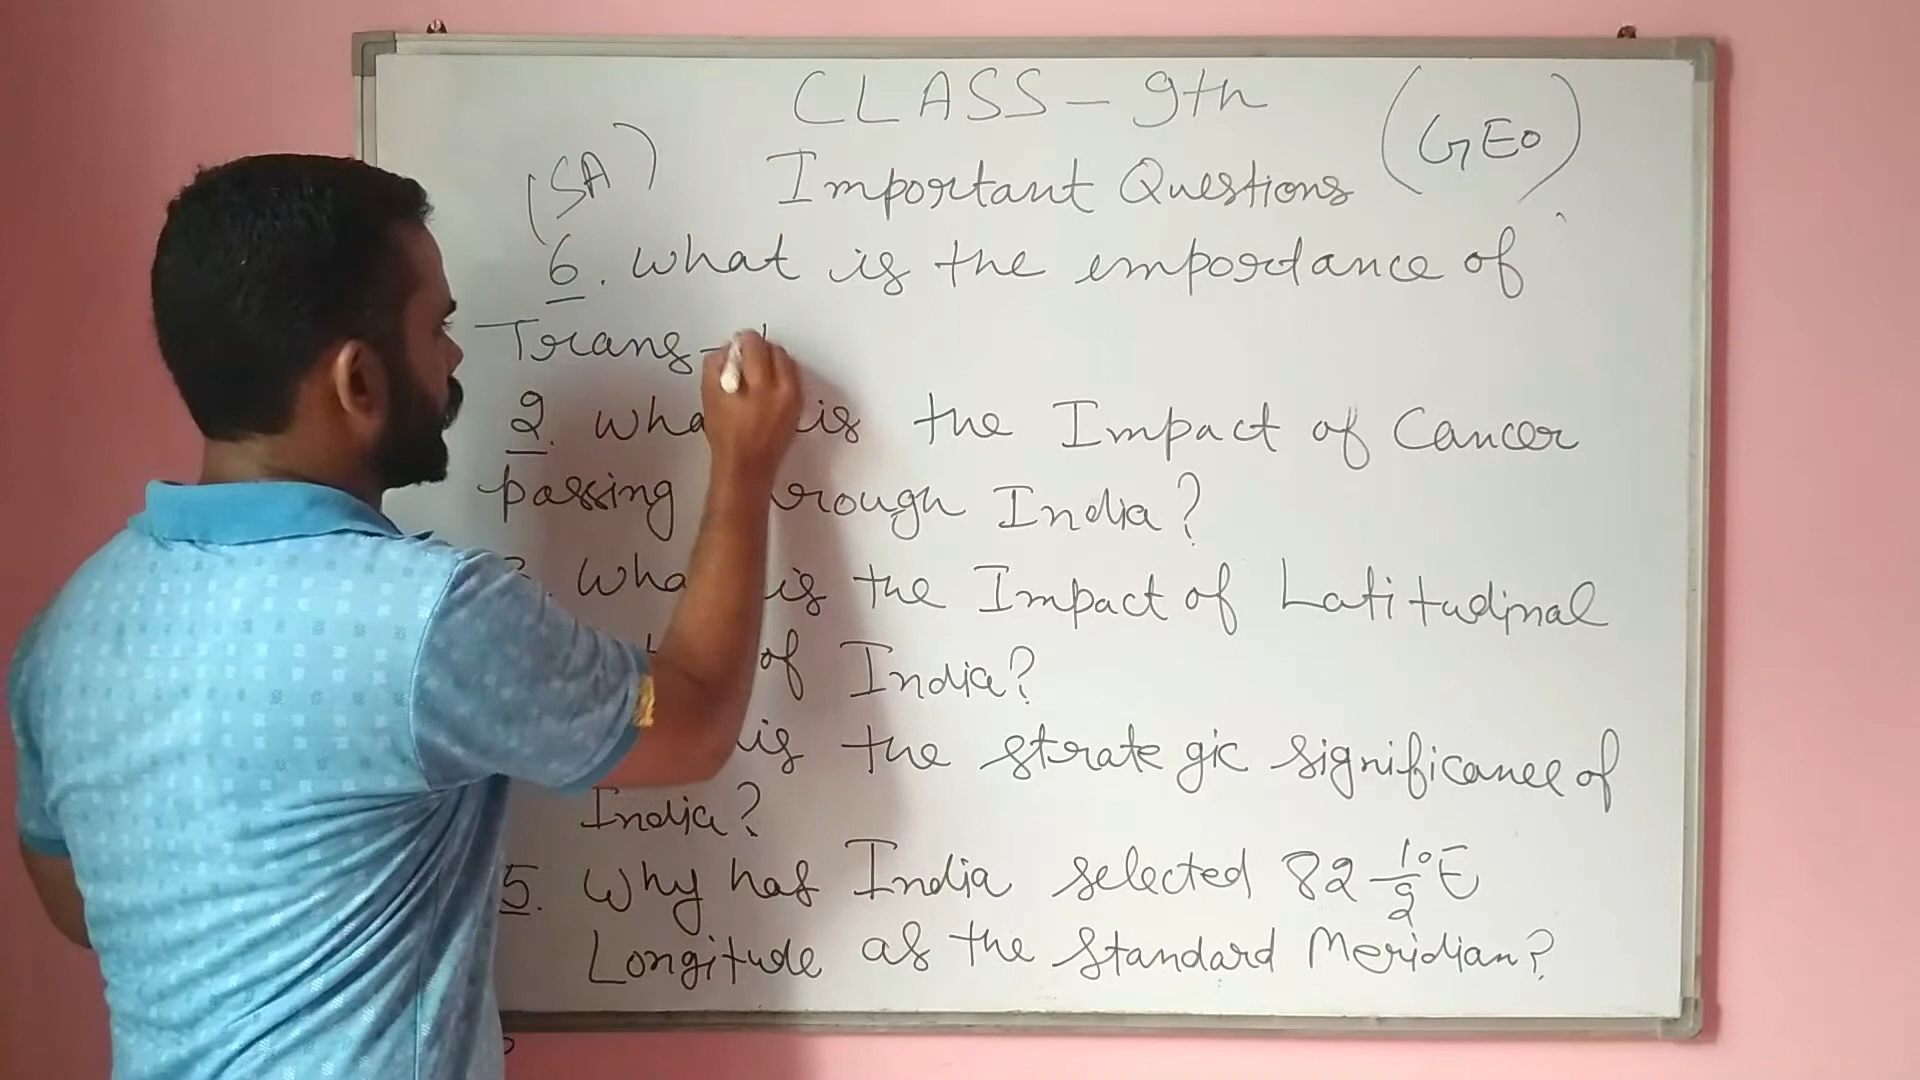 CLASS - 9th
(GEO)
(SA)
Important Questions
6. What is the emportance of
Trans-
2. wha is the Impact of Cancer
passing rough India?
. Wha is the Impact of Latitudinal
of India?
is the strategic significance of
India?
5. Why has India selected 82 1/2° E
Longitude as the Standard Meridian?